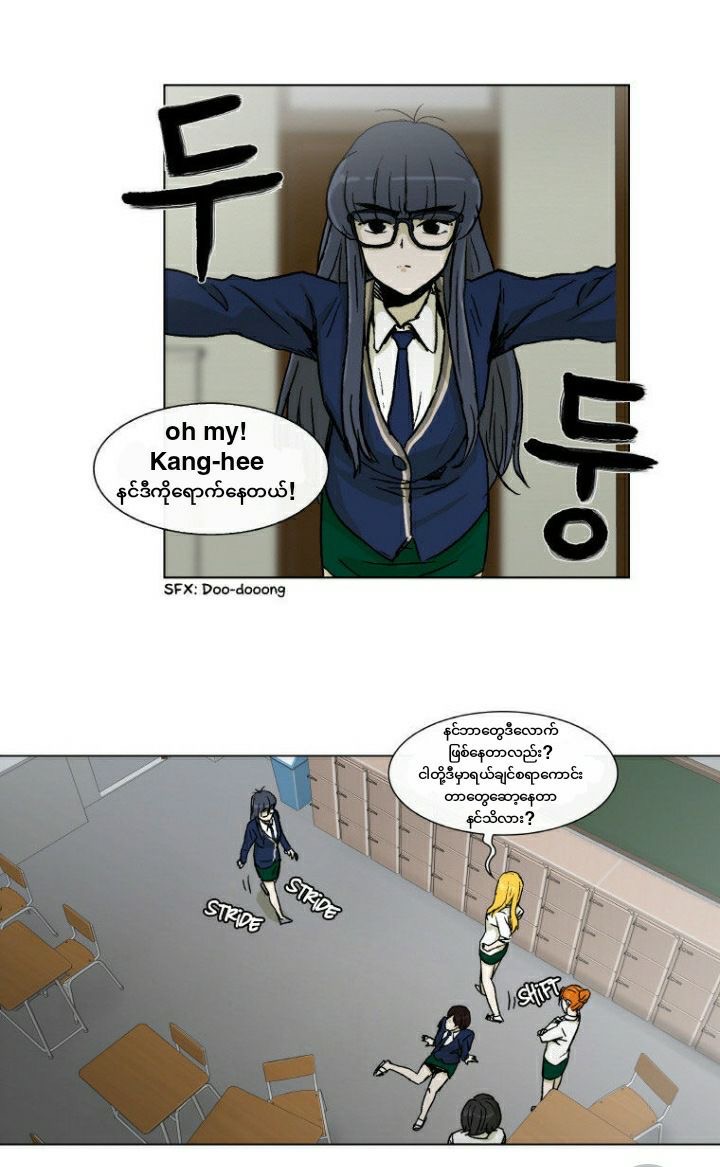 두
둥
oh my!
Kang-hee
နင်ဒီကိုရောက်နေတယ်!
SFX: Doo-dooong
နင်ဘာတွေဒီလောက်
ဖြစ်နေတာလည်း?
ငါတို့ဒီမှာရယ်ချင်စရာကောင်း
တာတွေဆော့နေတာ
နင်သိလား?
STRIDE
STRIDE
SHIFT